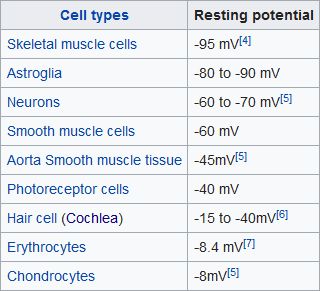 Cell types Resting potential
Skeletal muscle cells -95 mV[4]
Astroglia -80 to -90 mV
Neurons -60 to -70 mV[5]
Smooth muscle cells -60 mV
Aorta Smooth muscle tissue -45mV[5]
Photoreceptor cells -40 mV
Hair cell (Cochlea) -15 to -40mV[6]
Erythrocytes -8.4 mV[7]
Chondrocytes -8mV[5]